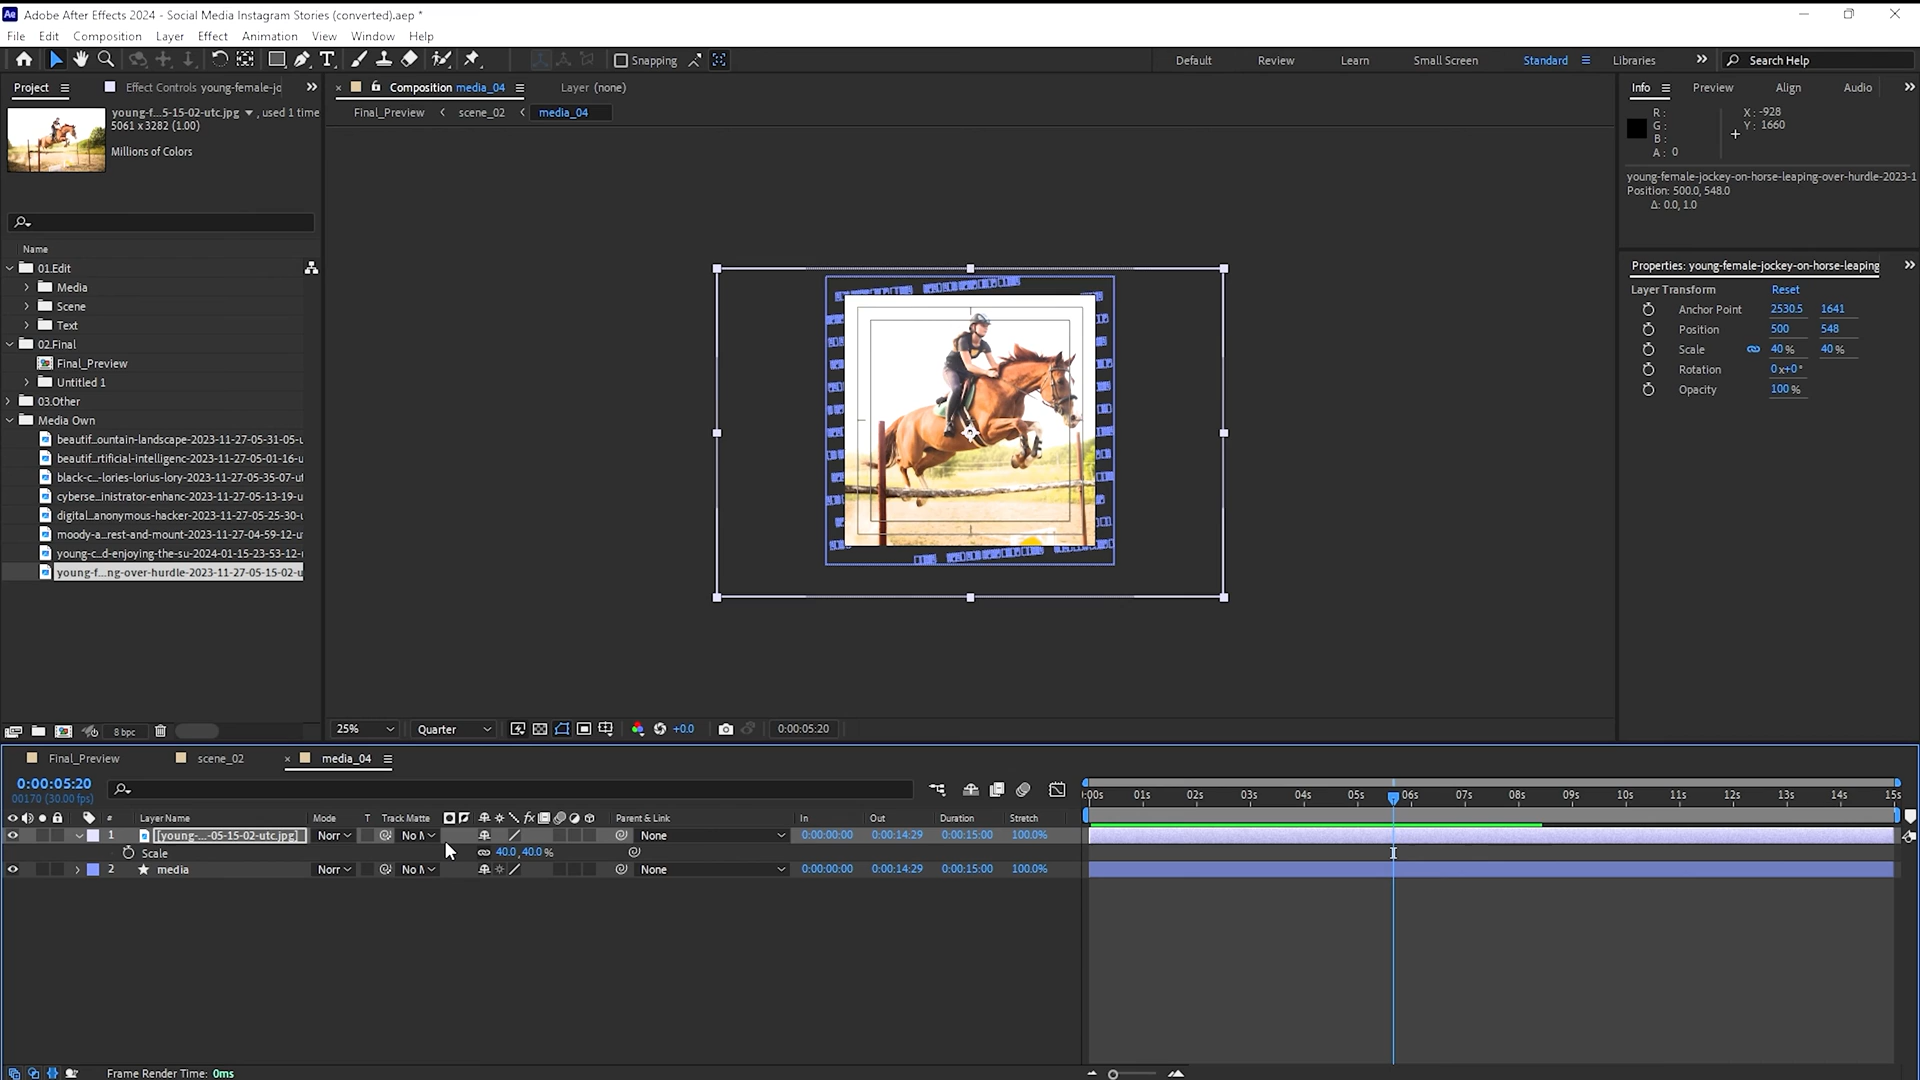 Adobe After Effects 2024 - Social Media Instagram Stories (converted).aep *
File Edit Composition Layer Effect Animation View Window Help
Snapping
Default Review Learn Small Screen Standard Libraries Search Help
Project
Effect Controls young-female-jo
young-f...5-15-02-utc.jpg , used 1 time
5061 x 3282 (1.00)
Millions of Colors
Name
01.Edit
Media
Scene
Text
02.Final
Final_Preview
Untitled 1
03.Other
Media Own
beautif...ountain-landscape-2023-11-27-05-31-05-u
beautif...rtificial-intelligenc-2023-11-27-05-01-16-u
black-c...-lories-lorius-lory-2023-11-27-05-35-07-ut
cyberse...inistrator-enhanc-2023-11-27-05-13-19-u
digital...anonymous-hacker-2023-11-27-05-25-30-u
moody-a...rest-and-mount-2023-11-27-04-59-12-u
young-c...d-enjoying-the-su-2024-01-15-23-53-12-
young-f...ng-over-hurdle-2023-11-27-05-15-02-u
8 bpc
Composition media_04
Layer (none)
Final_Preview scene_02 media_04
25% Quarter +0.0 0:00:05:20
Info Preview Align Audio
R :
G :
B :
A : 0
X : -928
Y : 1660
young-female-jockey-on-horse-leaping-over-hurdle-2023-1
Position: 500.0, 548.0
Δ: 0.0, 1.0
Properties: young-female-jockey-on-horse-leaping
Layer Transform Reset
Anchor Point 2530.5 1641
Position 500 548
Scale 40 % 40 %
Rotation 0x+0°
Opacity 100 %
Final_Preview scene_02 media_04
0:00:05:20
00170 (30.00 fps)
:00s 01s 02s 03s 04s 05s 06s 07s 08s 09s 10s 11s 12s 13s 14s 15s
# Layer Name Mode T Track Matte fx Parent & Link In Out Duration Stretch
1 [young-...-05-15-02-utc.jpg] Norr No M None 0:00:00:00 0:00:14:29 0:00:15:00 100.0%
Scale 40.0, 40.0 %
2 media Norr No M None 0:00:00:00 0:00:14:29 0:00:15:00 100.0%
Frame Render Time: 0ms